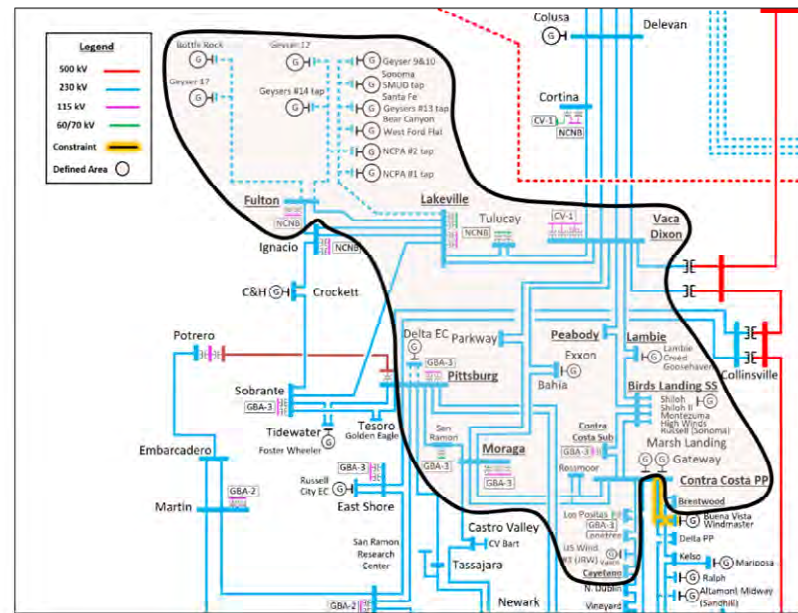 Legend
500 kV
230 kV
115 kV
60/70 kV
Constraint
Defined Area
Bottle Rock
G
Geyser 17
G
Geyser 12
G
Geysers #14 tap
G
G
Geyser 9&10
Sonoma
G
SMUD tap
Santa Fe
G
Geysers #13 tap
Bear Canyon
G
West Ford Flat
G
NCPA #2 tap
G
NCPA #1 tap
Colusa
G
Delevan
Cortina
CV-1
NCNB
Fulton
NCNB
Ignacio
NCNB
Lakeville
Tulucay
NCNB
CV-1
Vaca
Dixon
C&H
G
Crockett
Potrero
Sobrante
GBA-3
Tidewater
G
Foster Wheeler
Tesoro
Golden Eagle
Delta EC
G
GBA-3
Pittsburg
Parkway
Exxon
G
Bahia
Peabody
Lambie
G
Lambie
Creed
Goosehaven
Collinsville
Birds Landing SS
Shiloh
G
Shiloh II
Montezuma
High Winds
Russell (Sonoma)
Marsh Landing
G
G
Gateway
Contra
Costa Sub
GBA-3
Contra Costa PP
San
Ramon
GBA-3
Moraga
GBA-3
Rossmoor
Embarcadero
Martin
GBA-2
Russell
City EC
G
GBA-3
East Shore
San Ramon
Research
Center
Castro Valley
CV Bart
Tassajara
Newark
GBA-2
Los Positas
GBA-3
Lonetree
US Wind
G
Cayetano
N. Dublin
Vineyard
Brentwood
G
Buena Vista
Windmaster
Delta PP
Kelso
G
Mariposa
G
Ralph
G
Altamont Midway
(Sandhill)